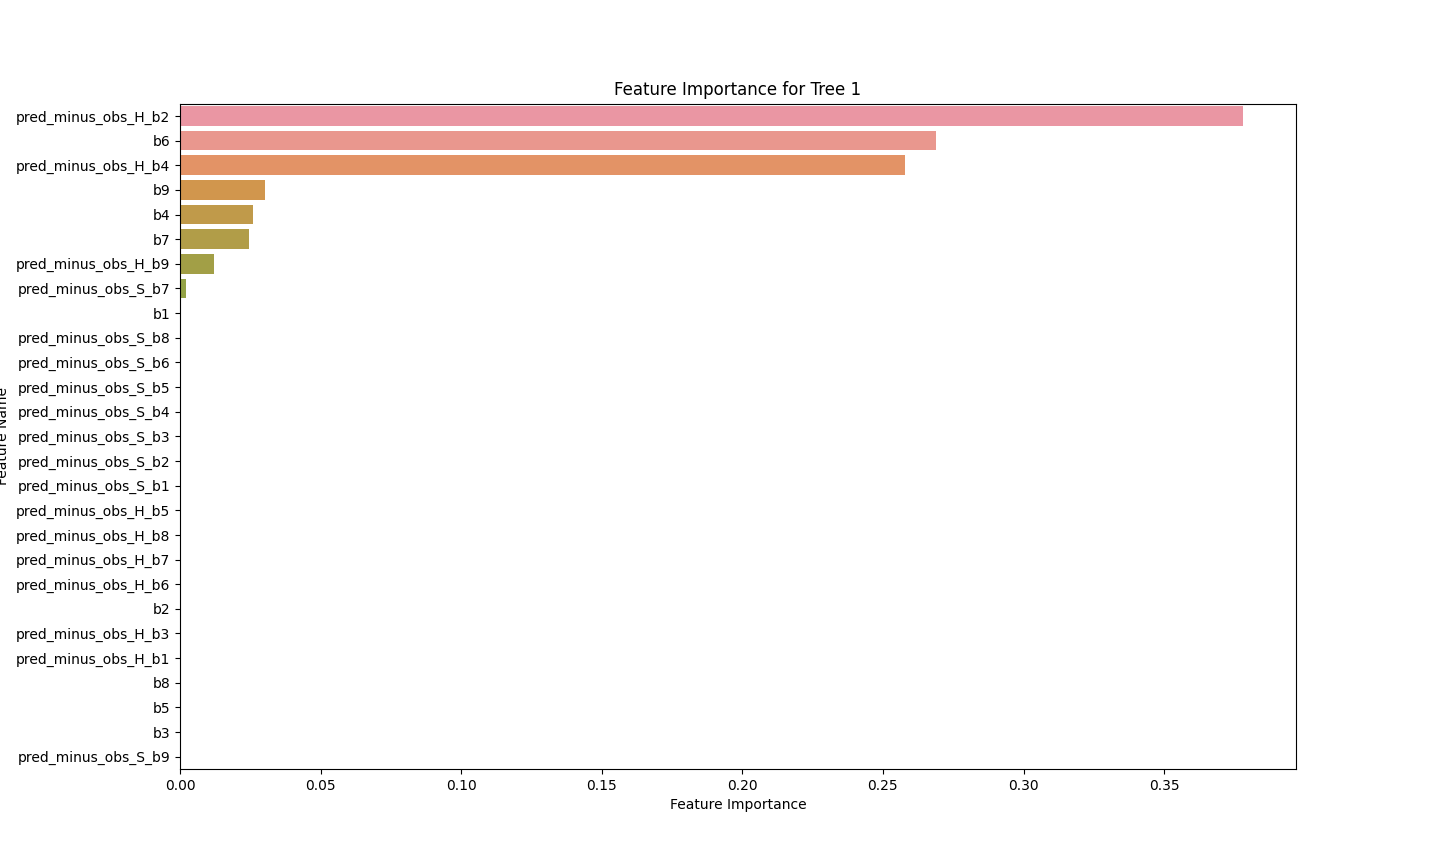 Feature Importance for Tree 1
pred_minus_obs_H_b2
b6
pred_minus_obs_H_b4
b9
b4
b7
pred_minus_obs_H_b9
pred_minus_obs_S_b7
b1
pred_minus_obs_S_b8
pred_minus_obs_S_b6
pred_minus_obs_S_b5
pred_minus_obs_S_b4
pred_minus_obs_S_b3
pred_minus_obs_S_b2
pred_minus_obs_S_b1
pred_minus_obs_H_b5
pred_minus_obs_H_b8
pred_minus_obs_H_b7
pred_minus_obs_H_b6
b2
pred_minus_obs_H_b3
pred_minus_obs_H_b1
b8
b5
b3
pred_minus_obs_S_b9
Feature Name
0.00 0.05 0.10 0.15 0.20 0.25 0.30 0.35
Feature Importance